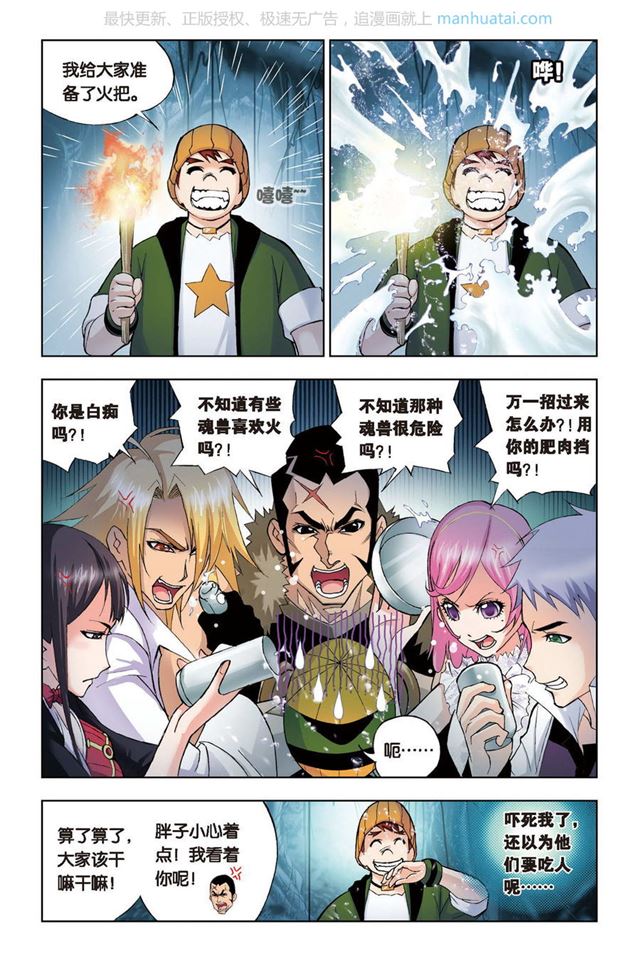 最快更新、正版授权、极速无广告，追漫画就上 manhuatai.com
我给大家准
备了火把。
嘻嘻~~
哗!
你是白痴
吗?!
不知道有些
魂兽喜欢火
吗?!
不知道那种
魂兽很危险
吗?!
万一招过来
怎么办?!用
你的肥肉挡
吗?!
呃……
算了算了，
大家该干
嘛干嘛!
胖子小心着
点!我看着
你呢!
吓死我了，
还以为他
们要吃人
呢……